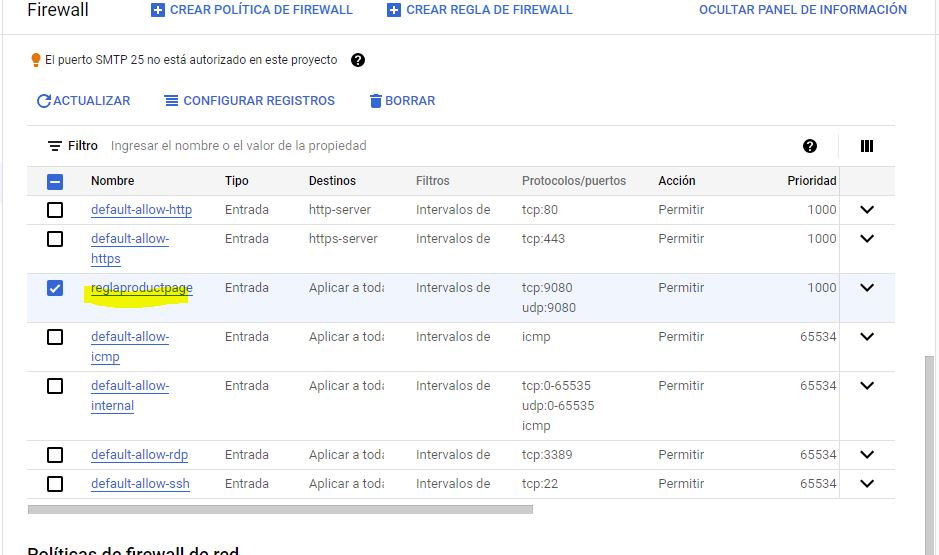 Firewall CREAR POLÍTICA DE FIREWALL CREAR REGLA DE FIREWALL OCULTAR PANEL DE INFORMACIÓN
El puerto SMTP 25 no está autorizado en este proyecto
ACTUALIZAR CONFIGURAR REGISTROS BORRAR
Filtro Ingresar el nombre o el valor de la propiedad
Nombre Tipo Destinos Filtros Protocolos/puertos Acción Prioridad
default-allow-http Entrada http-server Intervalos de tcp:80 Permitir 1000
default-allow- Entrada https-server Intervalos de tcp:443 Permitir 1000
https
reglaproductpage Entrada Aplicar a toda Intervalos de tcp:9080 Permitir 1000
udp:9080
default-allow- Entrada Aplicar a toda Intervalos de icmp Permitir 65534
icmp
default-allow- Entrada Aplicar a toda Intervalos de tcp:0-65535 Permitir 65534
internal udp:0-65535
icmp
default-allow-rdp Entrada Aplicar a toda Intervalos de tcp:3389 Permitir 65534
default-allow-ssh Entrada Aplicar a toda Intervalos de tcp:22 Permitir 65534
Políticas de firewall de red